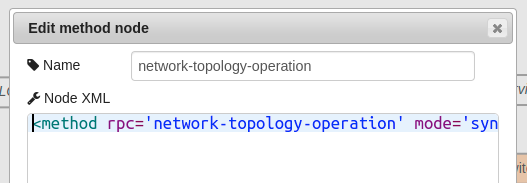 Edit method node
Name
network-topology-operation
Node XML
<method rpc='network-topology-operation' mode='syn